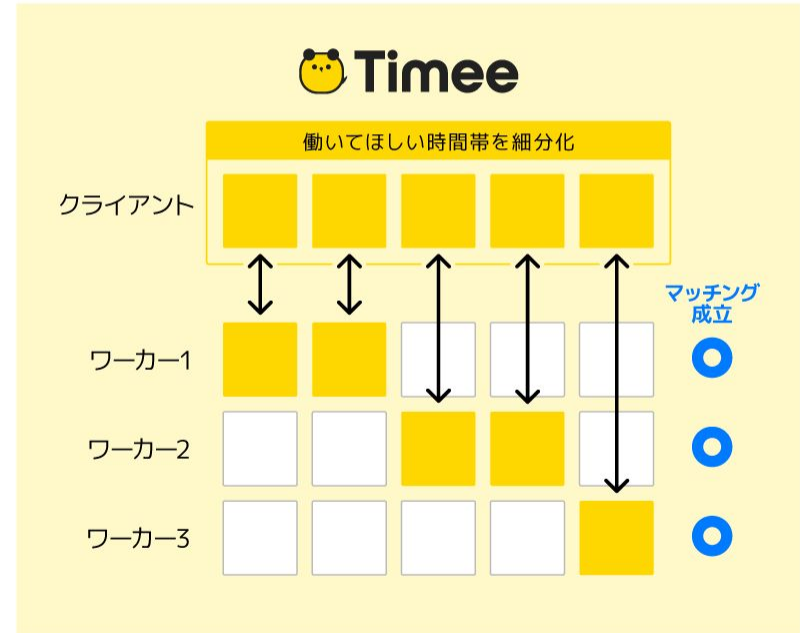 Timee
働いてほしい時間帯を細分化
クライアント
マッチング
成立
ワーカー1
ワーカー2
ワーカー3